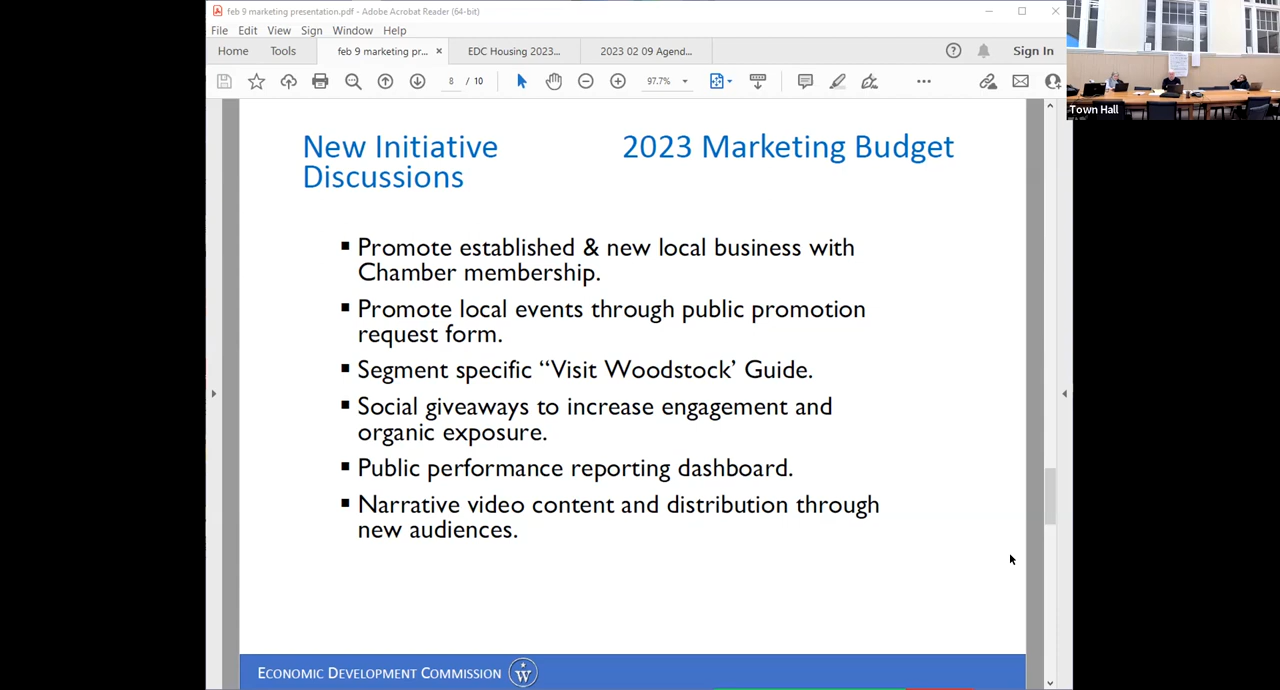 feb 9 marketing presentation.pdf - Adobe Acrobat Reader (64-bit)
File Edit View Sign Window Help
Home Tools feb 9 marketing pr... × EDC Housing 2023... 2023 02 09 Agend... Sign In
8 / 10 97.7%
Town Hall
New Initiative
Discussions
2023 Marketing Budget
▪ Promote established & new local business with
Chamber membership.
▪ Promote local events through public promotion
request form.
▪ Segment specific “Visit Woodstock’ Guide.
▪ Social giveaways to increase engagement and
organic exposure.
▪ Public performance reporting dashboard.
▪ Narrative video content and distribution through
new audiences.
ECONOMIC DEVELOPMENT COMMISSION W